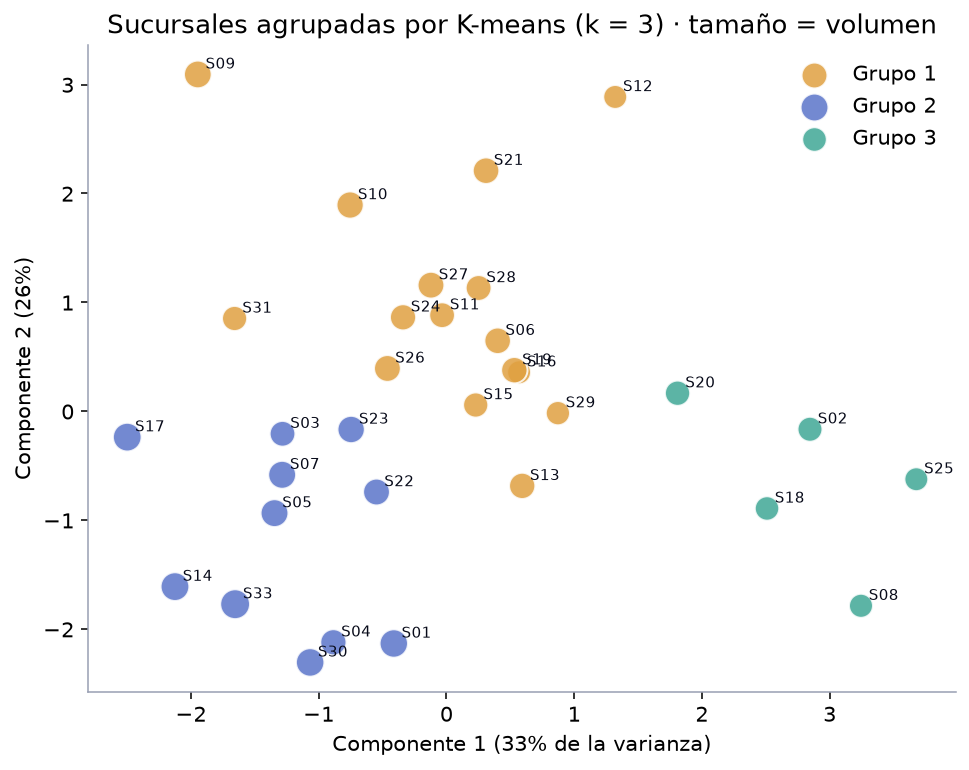 Sucursales agrupadas por K-means (k = 3) · tamaño = volumen
Grupo 1
Grupo 2
Grupo 3
S09
S12
S21
S10
S27
S28
S24
S11
S31
S06
S26
S19
S16
S15
S29
S20
S02
S25
S18
S08
S17
S03
S23
S07
S22
S05
S13
S14
S33
S04
S01
S30
3
2
1
0
−1
−2
Componente 2 (26%)
−2
−1
0
1
2
3
Componente 1 (33% de la varianza)